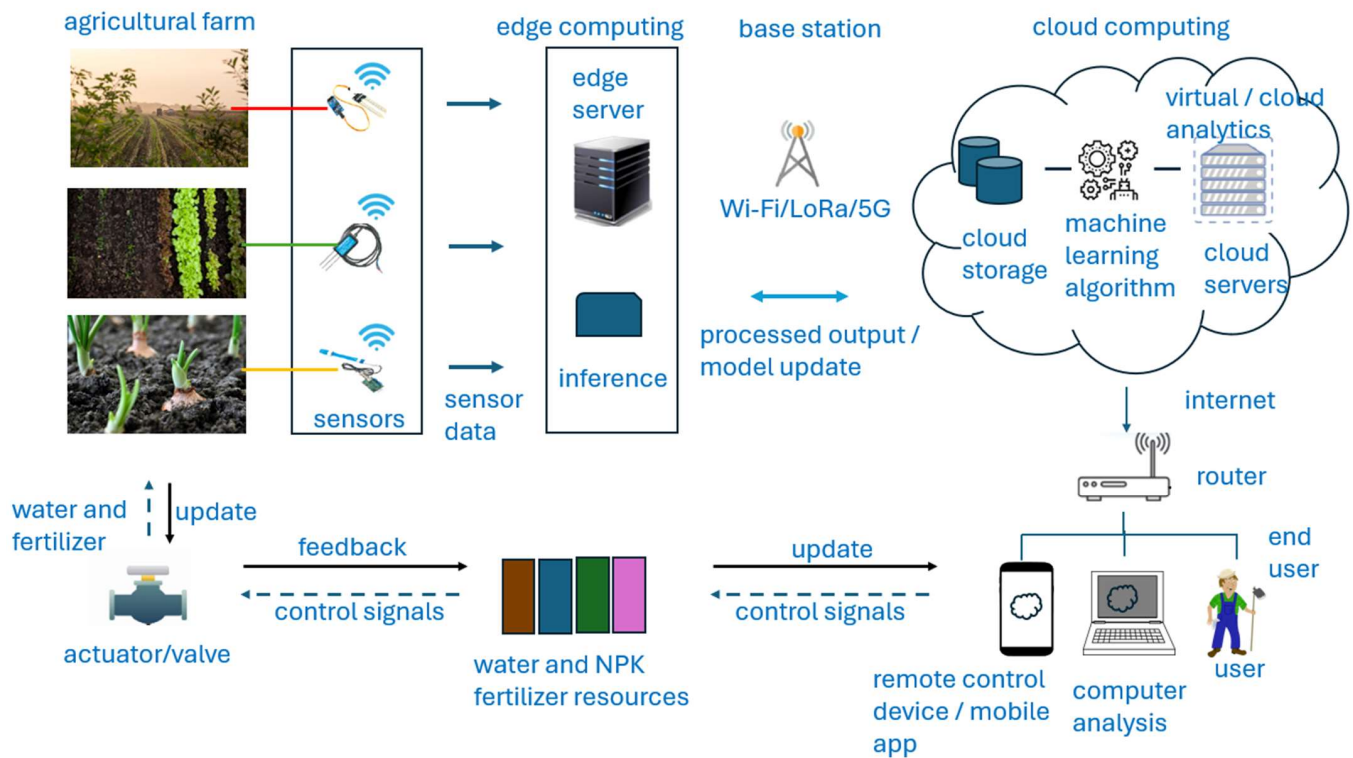 agricultural farm
edge computing
base station
cloud computing
edge
server
virtual / cloud
analytics
Wi-Fi/LoRa/5G
cloud
storage
machine
learning
algorithm
cloud
servers
processed output /
model update
inference
sensors
sensor
data
internet
router
water and
fertilizer
update
feedback
control signals
update
control signals
end
user
actuator/valve
water and NPK
fertilizer resources
remote control
device / mobile
app
computer
analysis
user